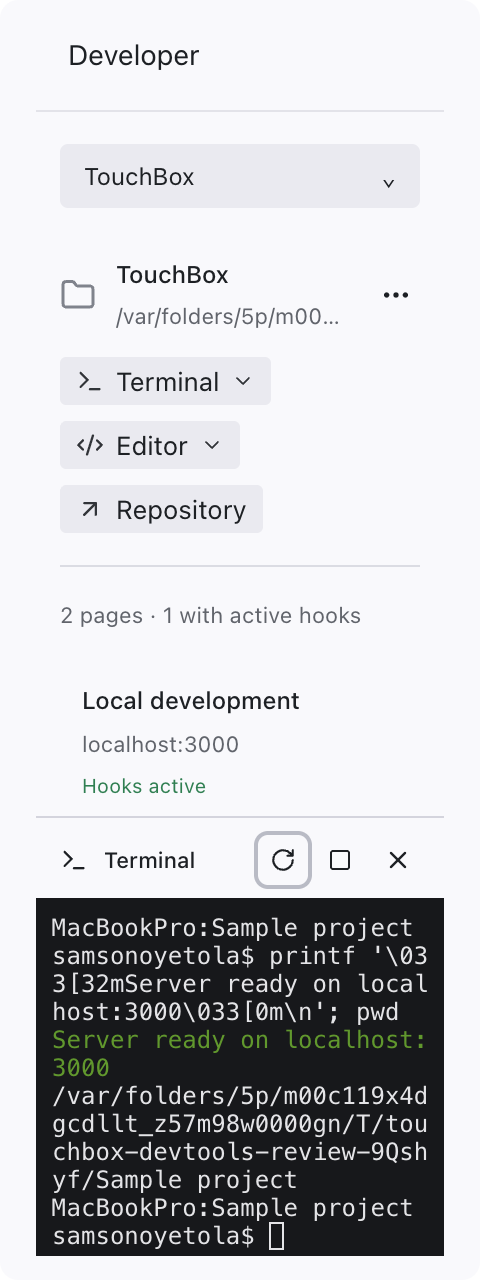 Developer
TouchBox
TouchBox
/var/folders/5p/m00...
Terminal
Editor
Repository
2 pages · 1 with active hooks
Local development
localhost:3000
Hooks active
Terminal
MacBookPro:Sample project
samsonoyetola$ printf '\03
3[32mServer ready on local
host:3000\033[0m\n'; pwd
Server ready on localhost:
3000
/var/folders/5p/m00c119x4d
gcdllt_z57m98w0000gn/T/tou
chbox-devtools-review-9Qsh
yf/Sample project
MacBookPro:Sample project
samsonoyetola$